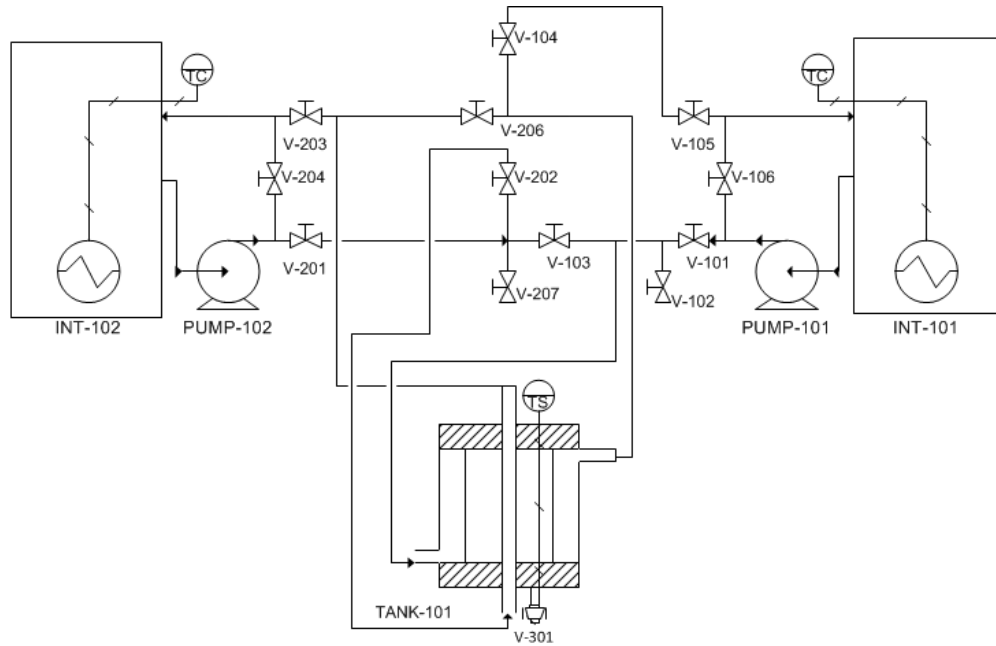 V-104
TC
TC
V-203
V-206
V-105
V-204
V-202
V-106
V-201
V-103
V-101
V-207
V-102
INT-102
PUMP-102
PUMP-101
INT-101
TS
TANK-101
V-301